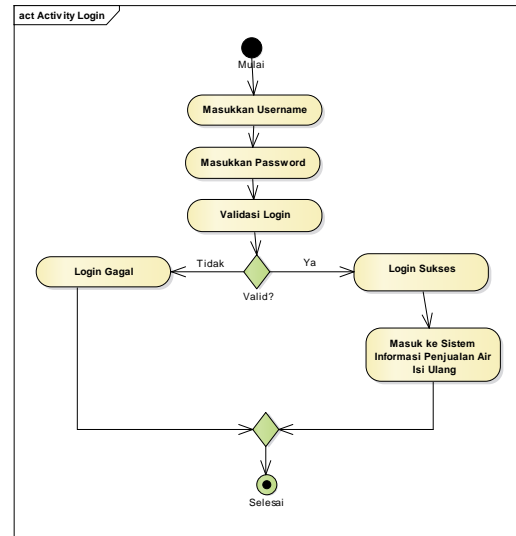 act Activity Login
Mulai
Masukkan Username
Masukkan Password
Validasi Login
Login Gagal
Tidak
Valid?
Ya
Login Sukses
Masuk ke Sistem
Informasi Penjualan Air
Isi Ulang
Selesai